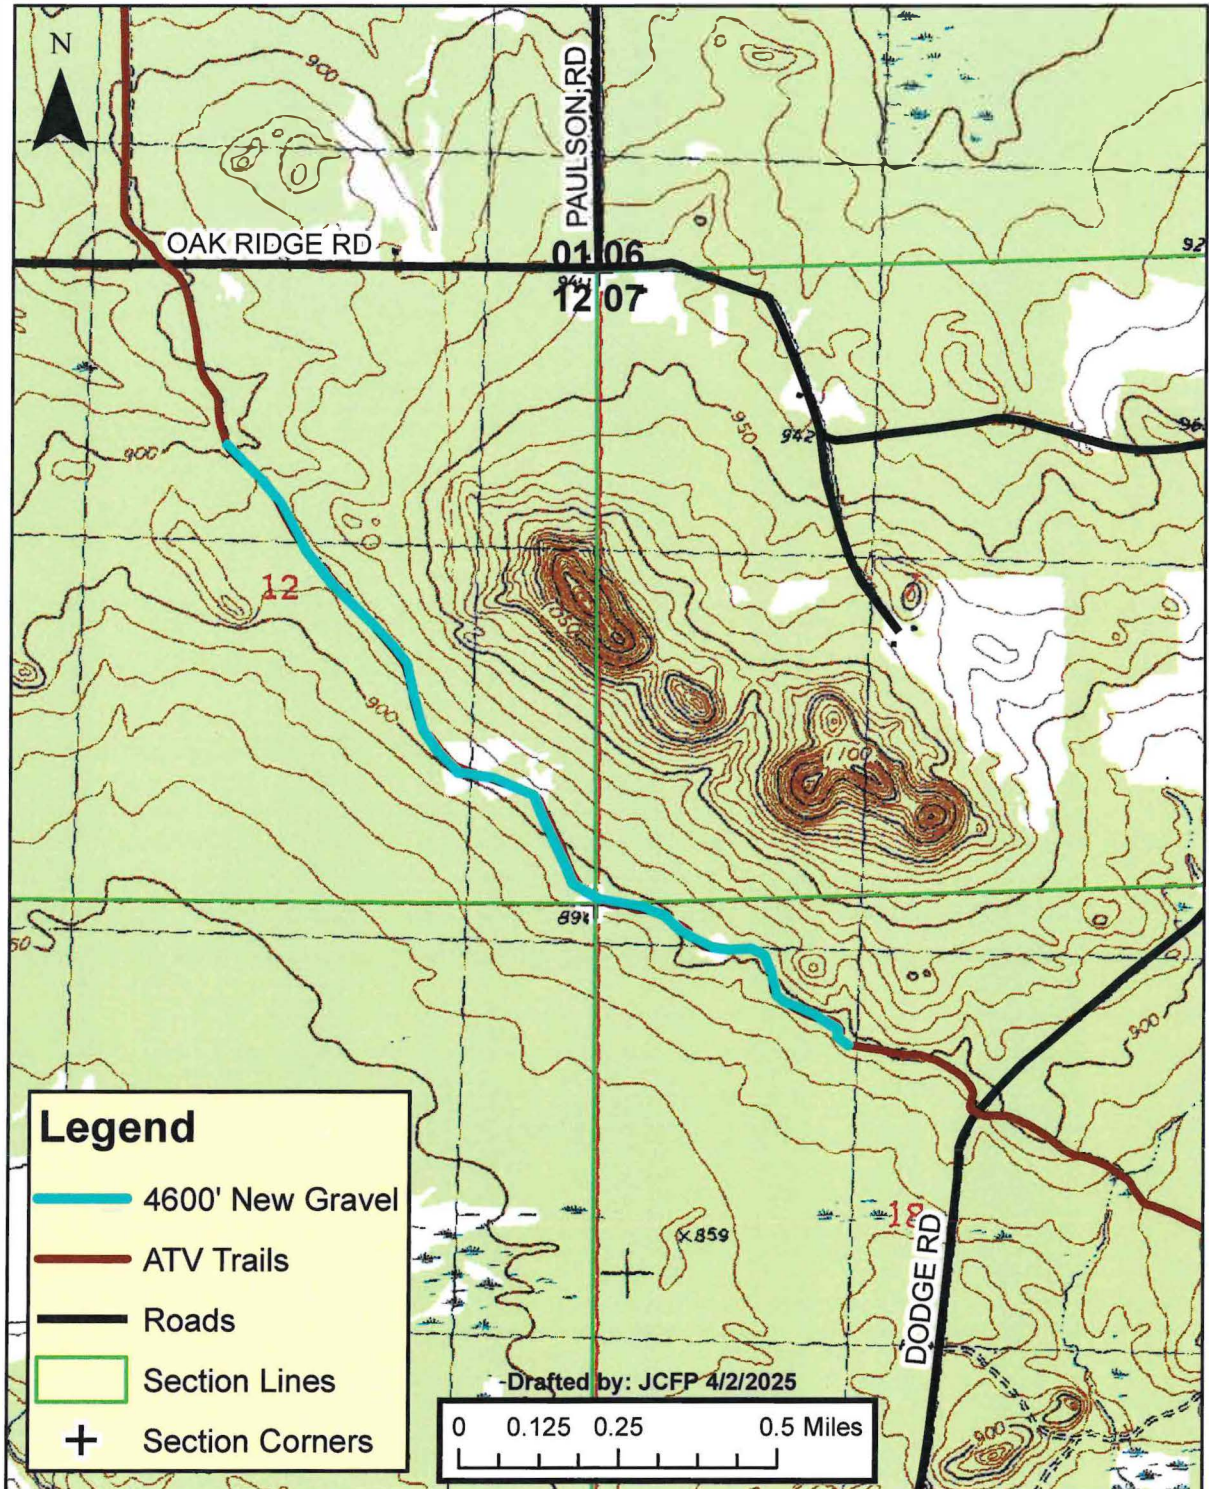 N
900
PAULSON RD
OAK RIDGE RD
01 06
12 07
92
950
942
96
900
12
950
900
1100
894
50
900
Legend
4600' New Gravel
ATV Trails
Roads
Section Lines
Section Corners
×859
18
DODGE RD
Drafted by: JCFP 4/2/2025
0 0.125 0.25 0.5 Miles
900